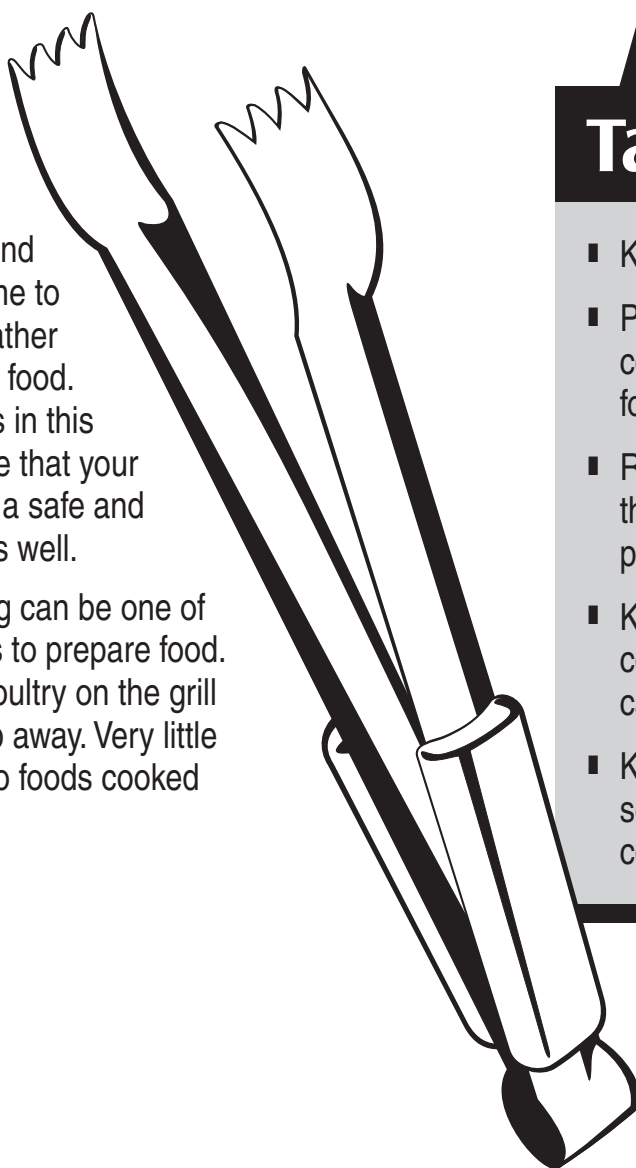 nd
ne to
ather
food.
s in this
e that your
a safe and
s well.
g can be one of
s to prepare food.
oultry on the grill
o away. Very little
o foods cooked
Ta
K
P
c
fo
R
th
p
K
c
c
K
s
c